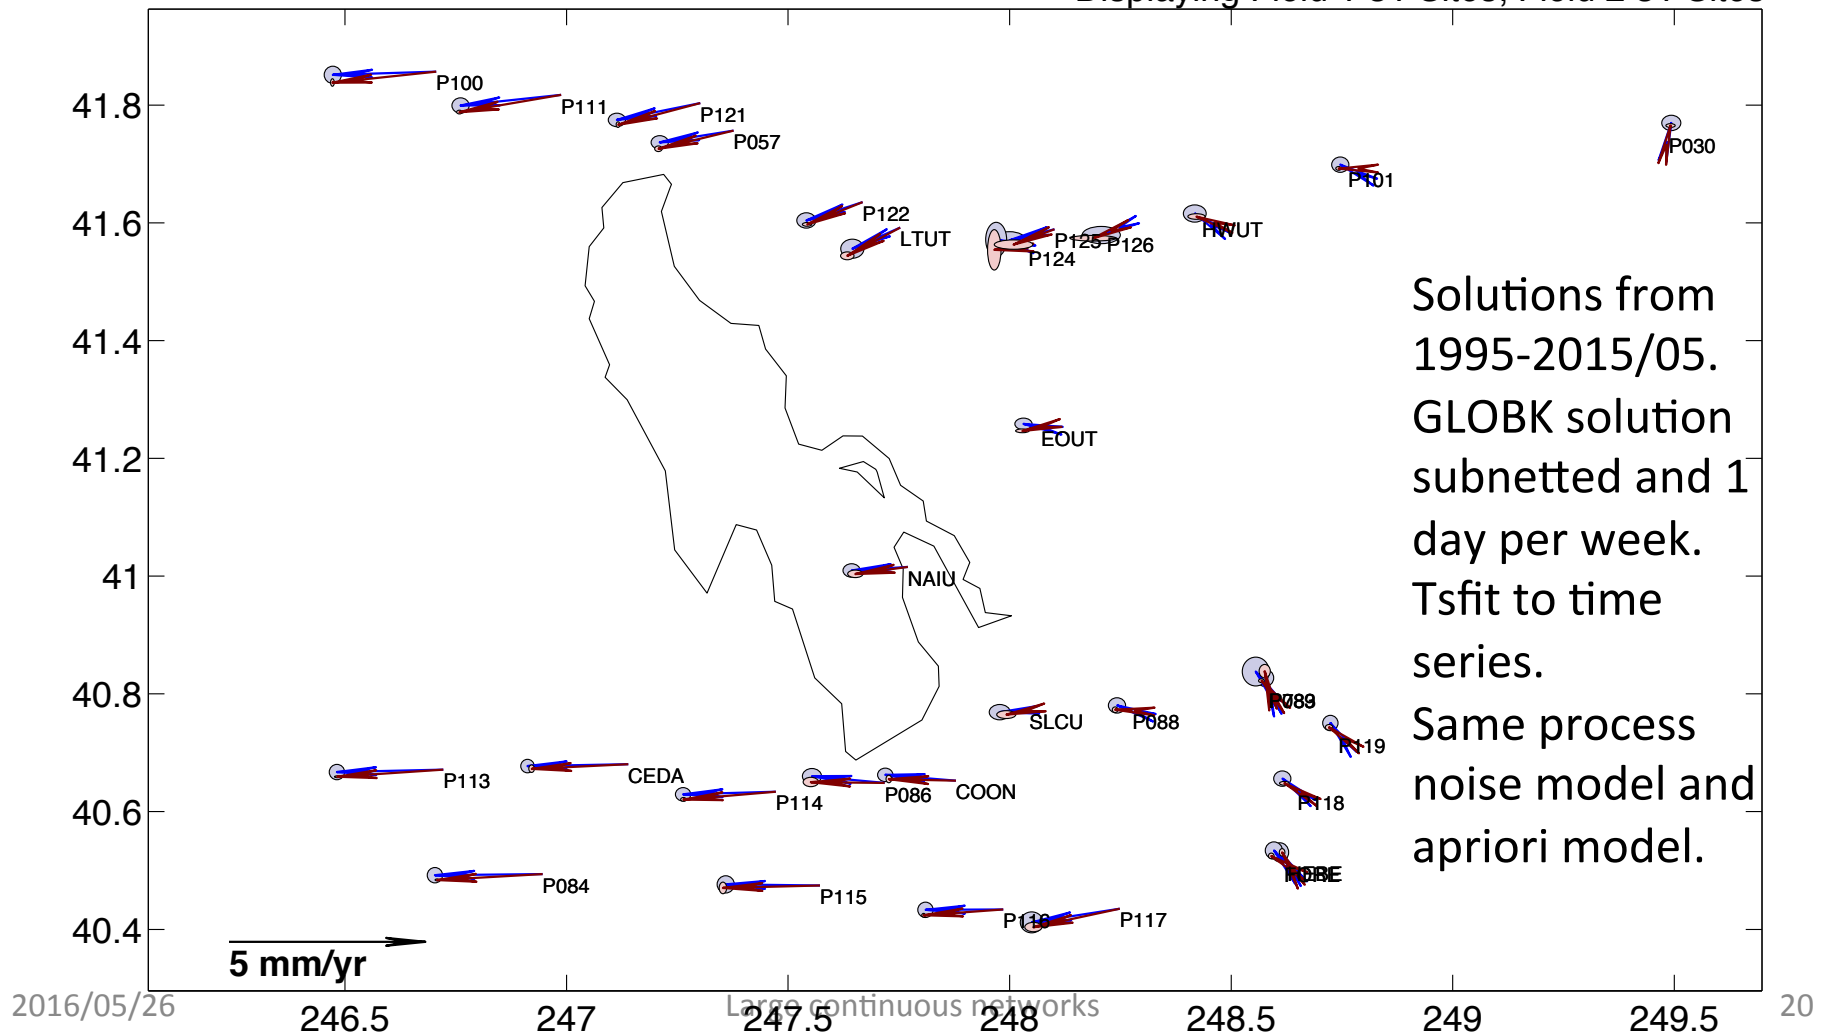 41.8
41.6
41.4
41.2
41
40.8
40.6
40.4
P100
P111
P121
P057
P122
LTUT
P124
P126
HWUT
P101
P030
EOUT
NAIU
SLCU
P088
P119
P118
P113
CEDA
P114
P086
COON
P084
P115
P116
P117
Solutions from
1995-2015/05.
GLOBK solution
subnetted and 1
day per week.
Tsfit to time
series.
Same process
noise model and
apriori model.
5 mm/yr
246.5
247
247.5
248
248.5
249
249.5
2016/05/26
Large continuous networks
20